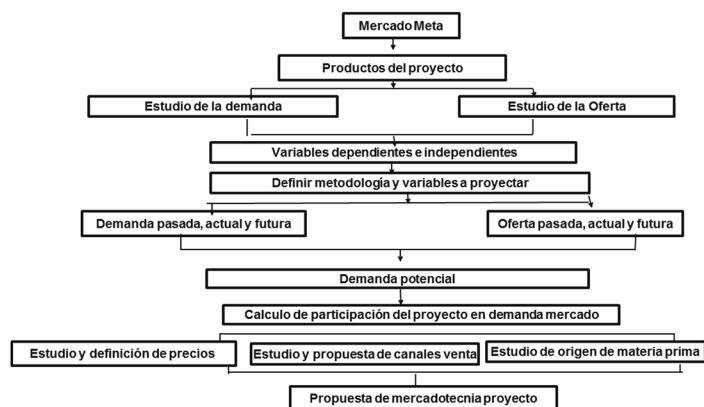 Mercado Meta
Productos del proyecto
Estudio de la demanda
Estudio de la Oferta
Variables dependientes e independientes
Definir metodología y variables a proyectar
Demanda pasada, actual y futura
Oferta pasada, actual y futura
Demanda potencial
Calculo de participación del proyecto en demanda mercado
Estudio y definición de precios
Estudio y propuesta de canales venta
Estudio de origen de materia prima
Propuesta de mercadotecnia proyecto